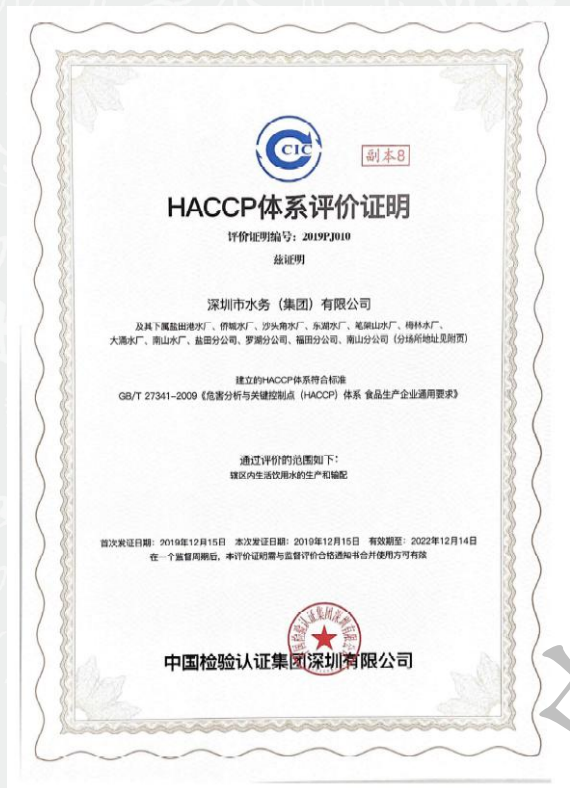 CCIC
副本8
HACCP体系评价证明
评价证明编号：2019PJ010
兹证明
深圳市水务（集团）有限公司
及其下属盐田港水厂、侨城水厂、沙头角水厂、东湖水厂、笔架山水厂、梅林水厂、
大涌水厂、南山水厂、盐田分公司、罗湖分公司、福田分公司、南山分公司（分场所地址见附页）
建立的HACCP体系符合标准
GB/T 27341-2009《危害分析与关键控制点（HACCP）体系 食品生产企业通用要求》
通过评价的范围如下：
辖区内生活饮用水的生产和输配
首次发证日期：2019年12月15日 本次发证日期：2019年12月15日 有效期至：2022年12月14日
在一个监督周期后，本评价证明需与监督评价合格通知书合并使用方可有效
中国检验认证集团深圳有限公司